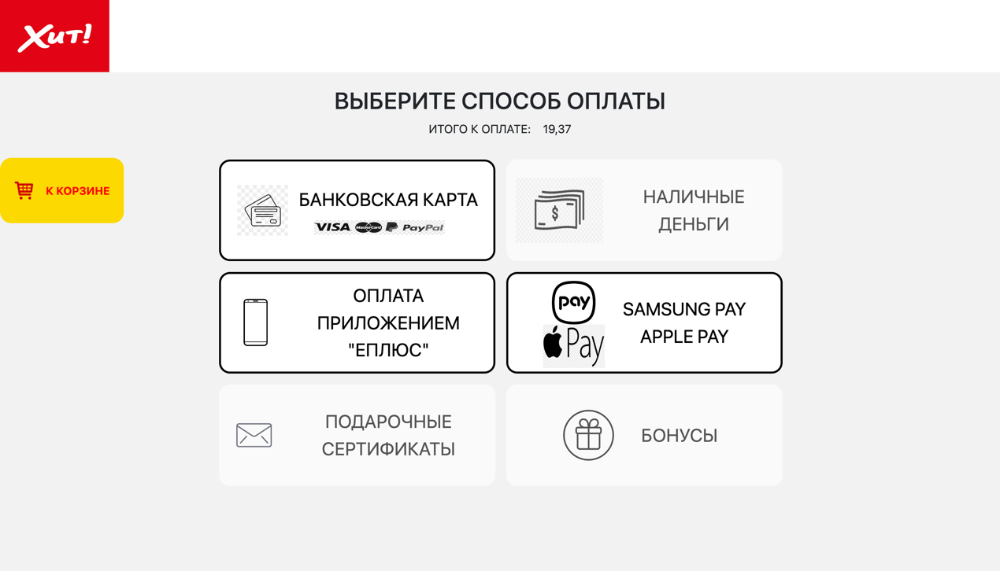 Хит!
ВЫБЕРИТЕ СПОСОБ ОПЛАТЫ
ИТОГО К ОПЛАТЕ: 19,37
К КОРЗИНЕ
БАНКОВСКАЯ КАРТА
VISA MasterCard PayPal
НАЛИЧНЫЕ
ДЕНЬГИ
$
ОПЛАТА
ПРИЛОЖЕНИЕМ
"ЕПЛЮС"
pay
Pay
SAMSUNG PAY
APPLE PAY
ПОДАРОЧНЫЕ
СЕРТИФИКАТЫ
БОНУСЫ